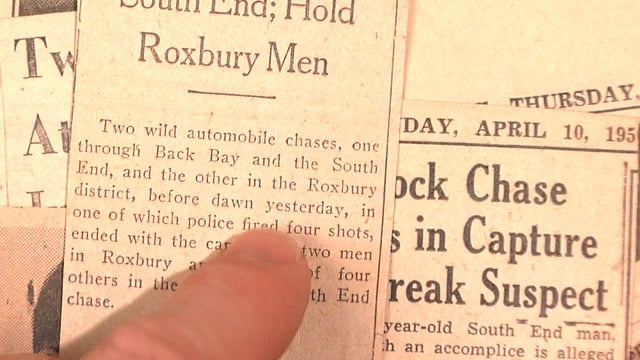 South End; Hold
Roxbury Men
Two wild automobile chases, one
through Back Bay and the South
End, and the other in the Roxbury
district, before dawn yesterday, in
one of which police fired four shots,
ended with the two men
in Roxbury of four
others in the End
chase.
Tw
At
THURSDAY,
DAY, APRIL 10, 195
ock Chase
s in Capture
reak Suspect
year-old South End man,
h an accomplice is alleged